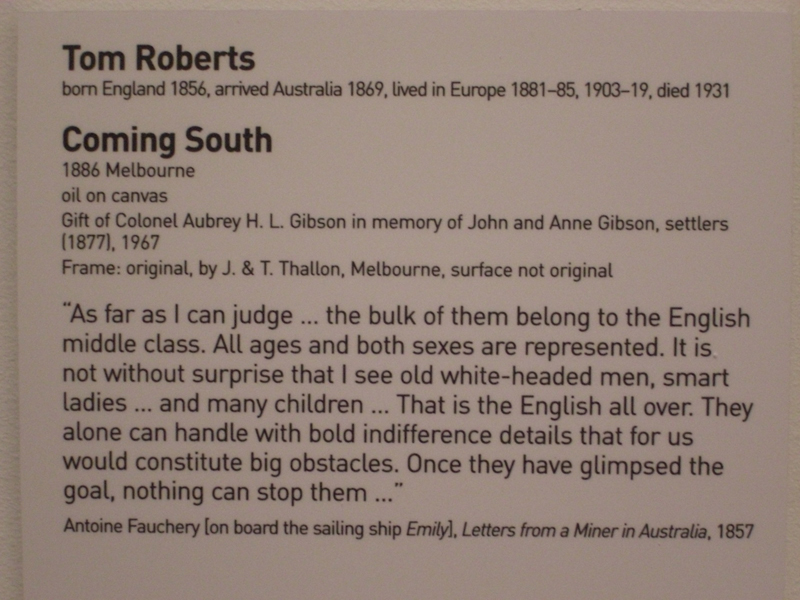 Tom Roberts
born England 1856, arrived Australia 1869, lived in Europe 1881–85, 1903–19, died 1931
Coming South
1886 Melbourne
oil on canvas
Gift of Colonel Aubrey H. L. Gibson in memory of John and Anne Gibson, settlers
(1877), 1967
Frame: original, by J. & T. Thallon, Melbourne, surface not original
"As far as I can judge ... the bulk of them belong to the English
middle class. All ages and both sexes are represented. It is
not without surprise that I see old white-headed men, smart
ladies ... and many children ... That is the English all over. They
alone can handle with bold indifference details that for us
would constitute big obstacles. Once they have glimpsed the
goal, nothing can stop them ..."
Antoine Fauchery [on board the sailing ship Emily], Letters from a Miner in Australia, 1857